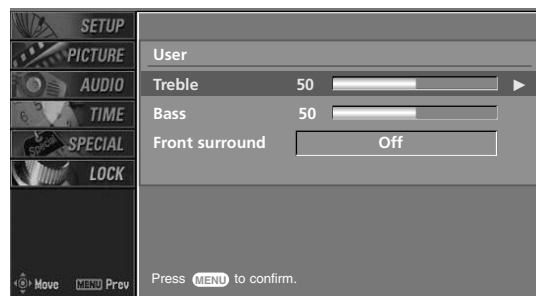 SETUP
PICTURE
AUDIO
TIME
SPECIAL
LOCK
Move MENU Prev
User
Treble 50
Bass 50
Front surround Off
Press MENU to confirm.